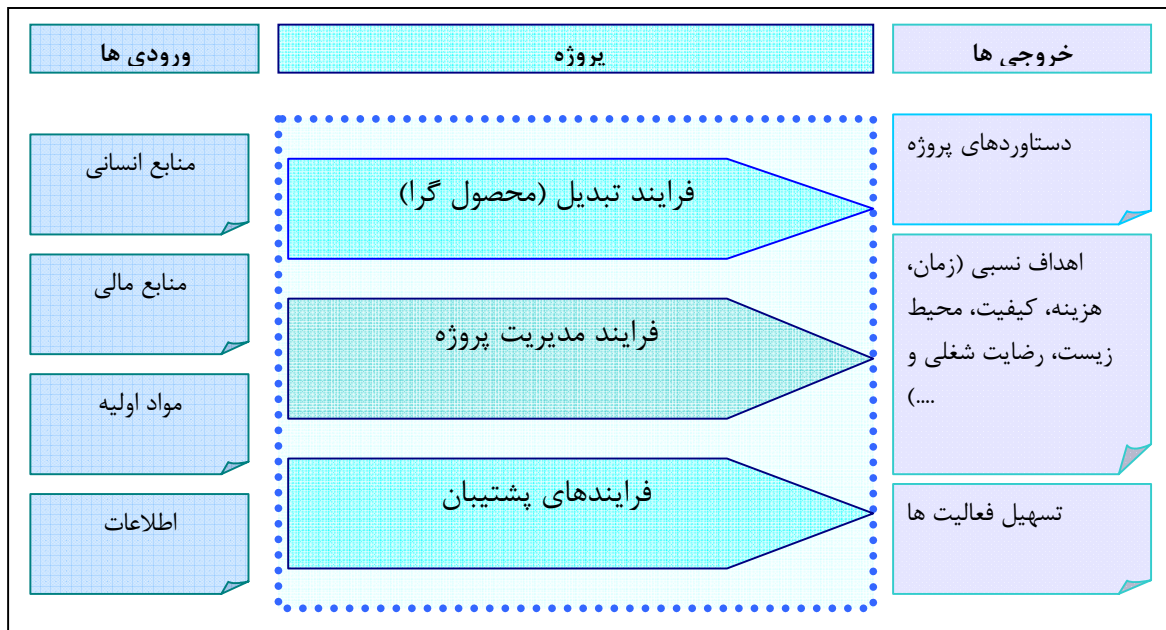 ورودی ها
پروژه
خروجی ها
منابع انسانی
منابع مالی
مواد اولیه
اطلاعات
فرایند تبدیل (محصول گرا)
فرایند مدیریت پروژه
فرایندهای پشتیبان
دستاوردهای پروژه
اهداف نسبی (زمان،
هزینه، کیفیت، محیط
زیست، رضایت شغلی و
....)
تسهیل فعالیت ها